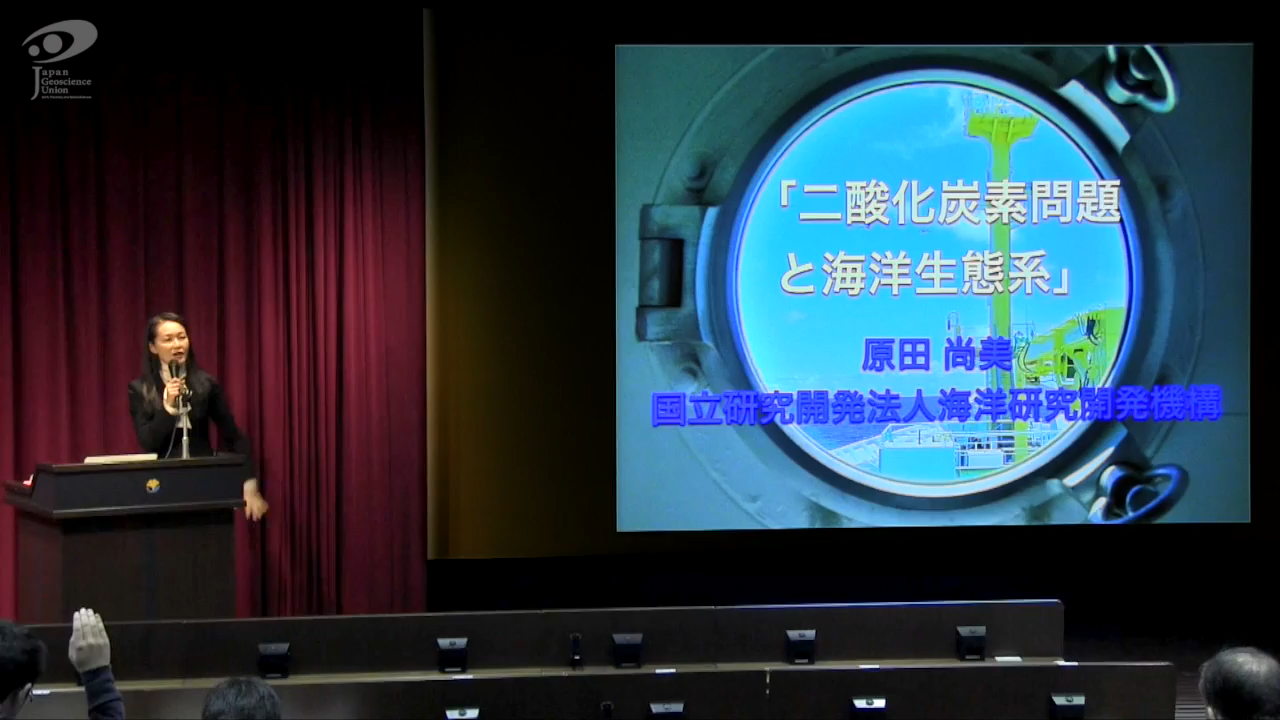 Japan
Geoscience
Union
「二酸化炭素問題
と海洋生態系」
原田 尚美
国立研究開発法人海洋研究開発機構